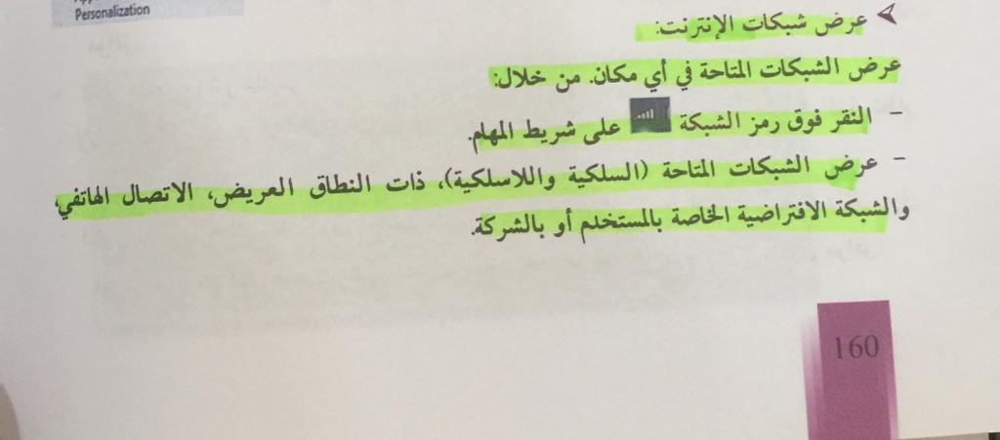 Personalization
عرض شبكات الإنترنت:
عرض الشبكات المتاحة في أي مكان. من خلال:
– النقر فوق رمز الشبكة على شريط المهام.
– عرض الشبكات المتاحة (السلكية واللاسلكية)، ذات النطاق العريض، الاتصال الهاتفي،
والشبكة الافتراضية الخاصة بالمستخدم أو بالشركة.
160